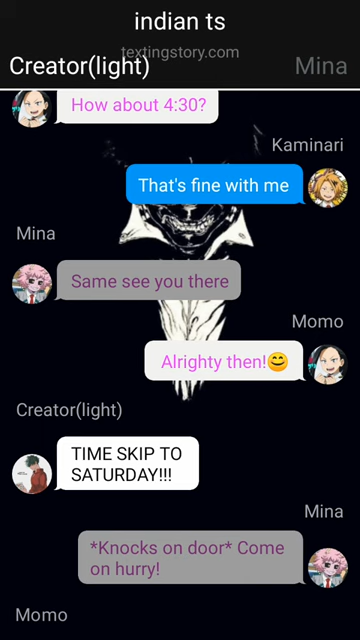 indian ts
textingstory.com
Creator(light)
Mina
How about 4:30?
Kaminari
That's fine with me
Mina
Same see you there
Momo
Alrighty then!😊
Creator(light)
TIME SKIP TO
SATURDAY!!!
Mina
*Knocks on door* Come
on hurry!
Momo